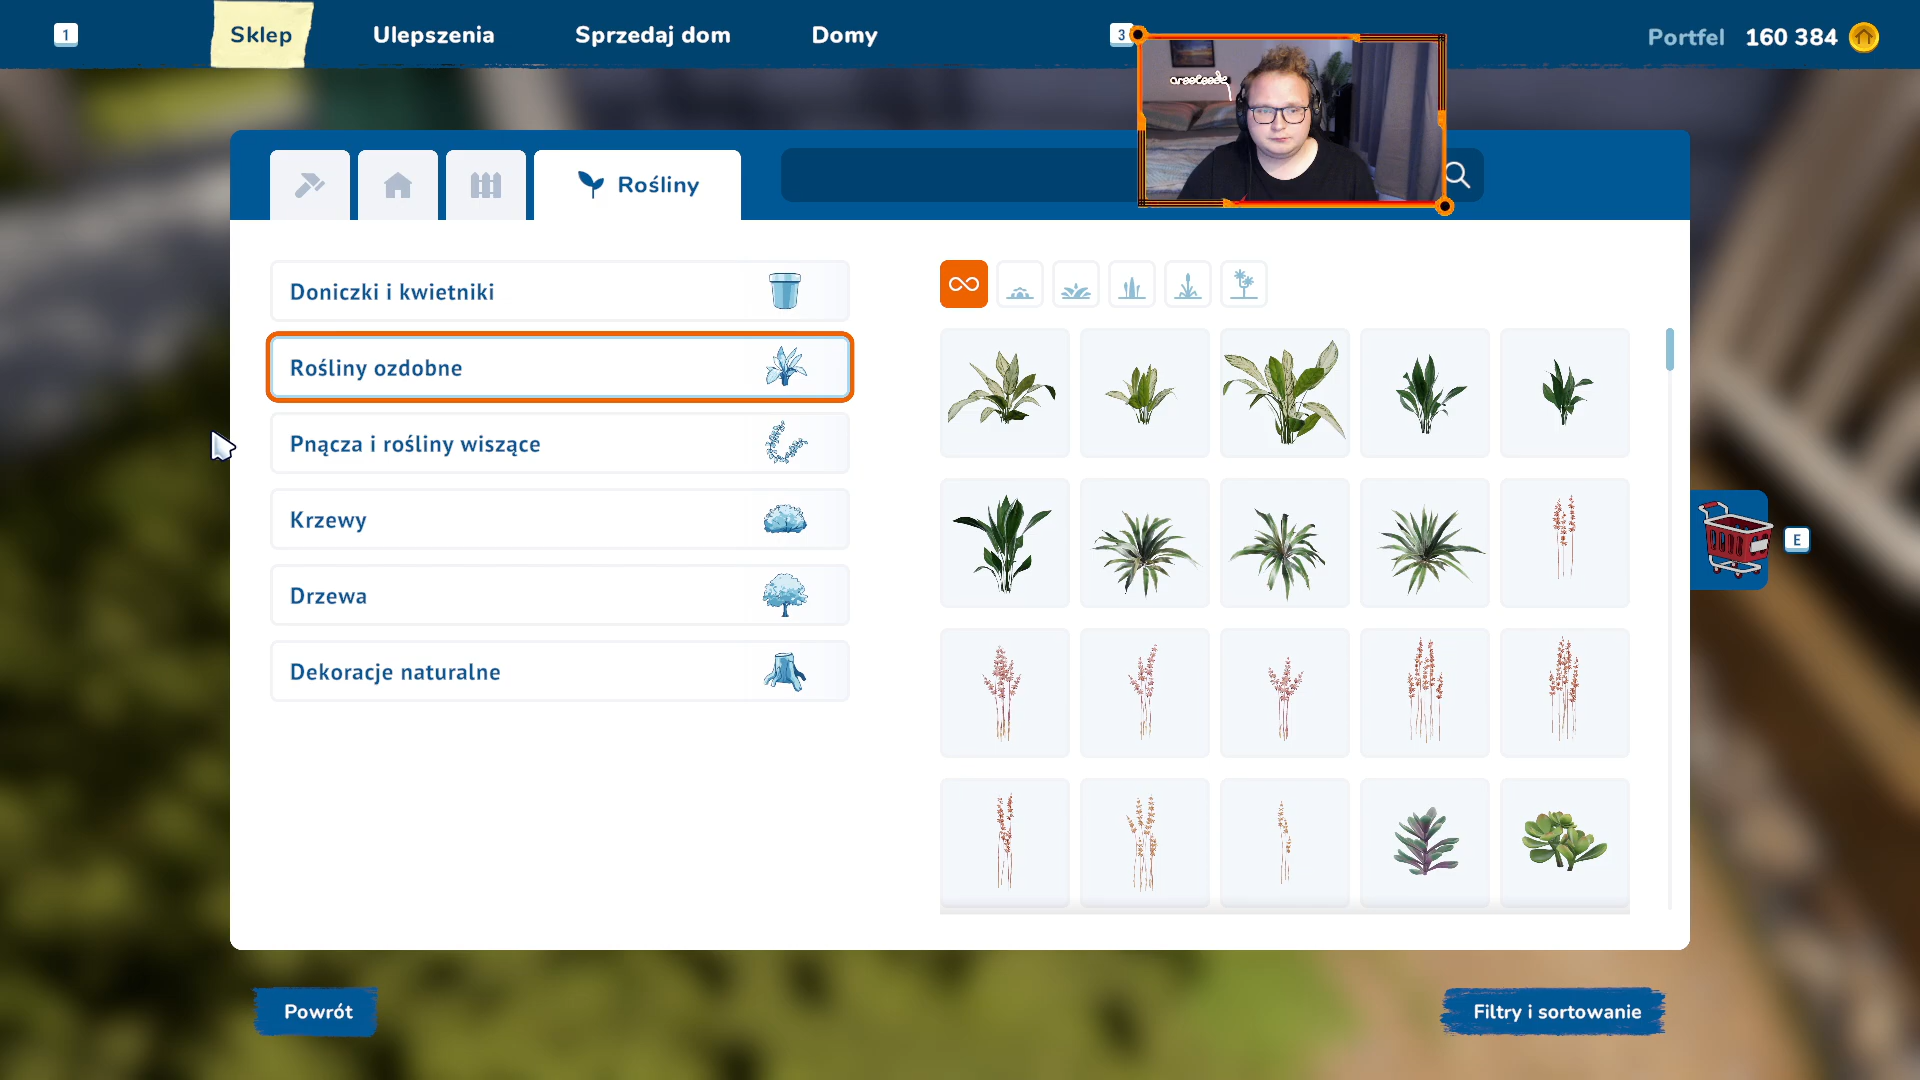 1
Sklep
Ulepszenia
Sprzedaj dom
Domy
3
Portfel 160 384
Rośliny
Doniczki i kwietniki
Rośliny ozdobne
Pnącza i rośliny wiszące
Krzewy
Drzewa
Dekoracje naturalne
E
Powrót
Filtry i sortowanie